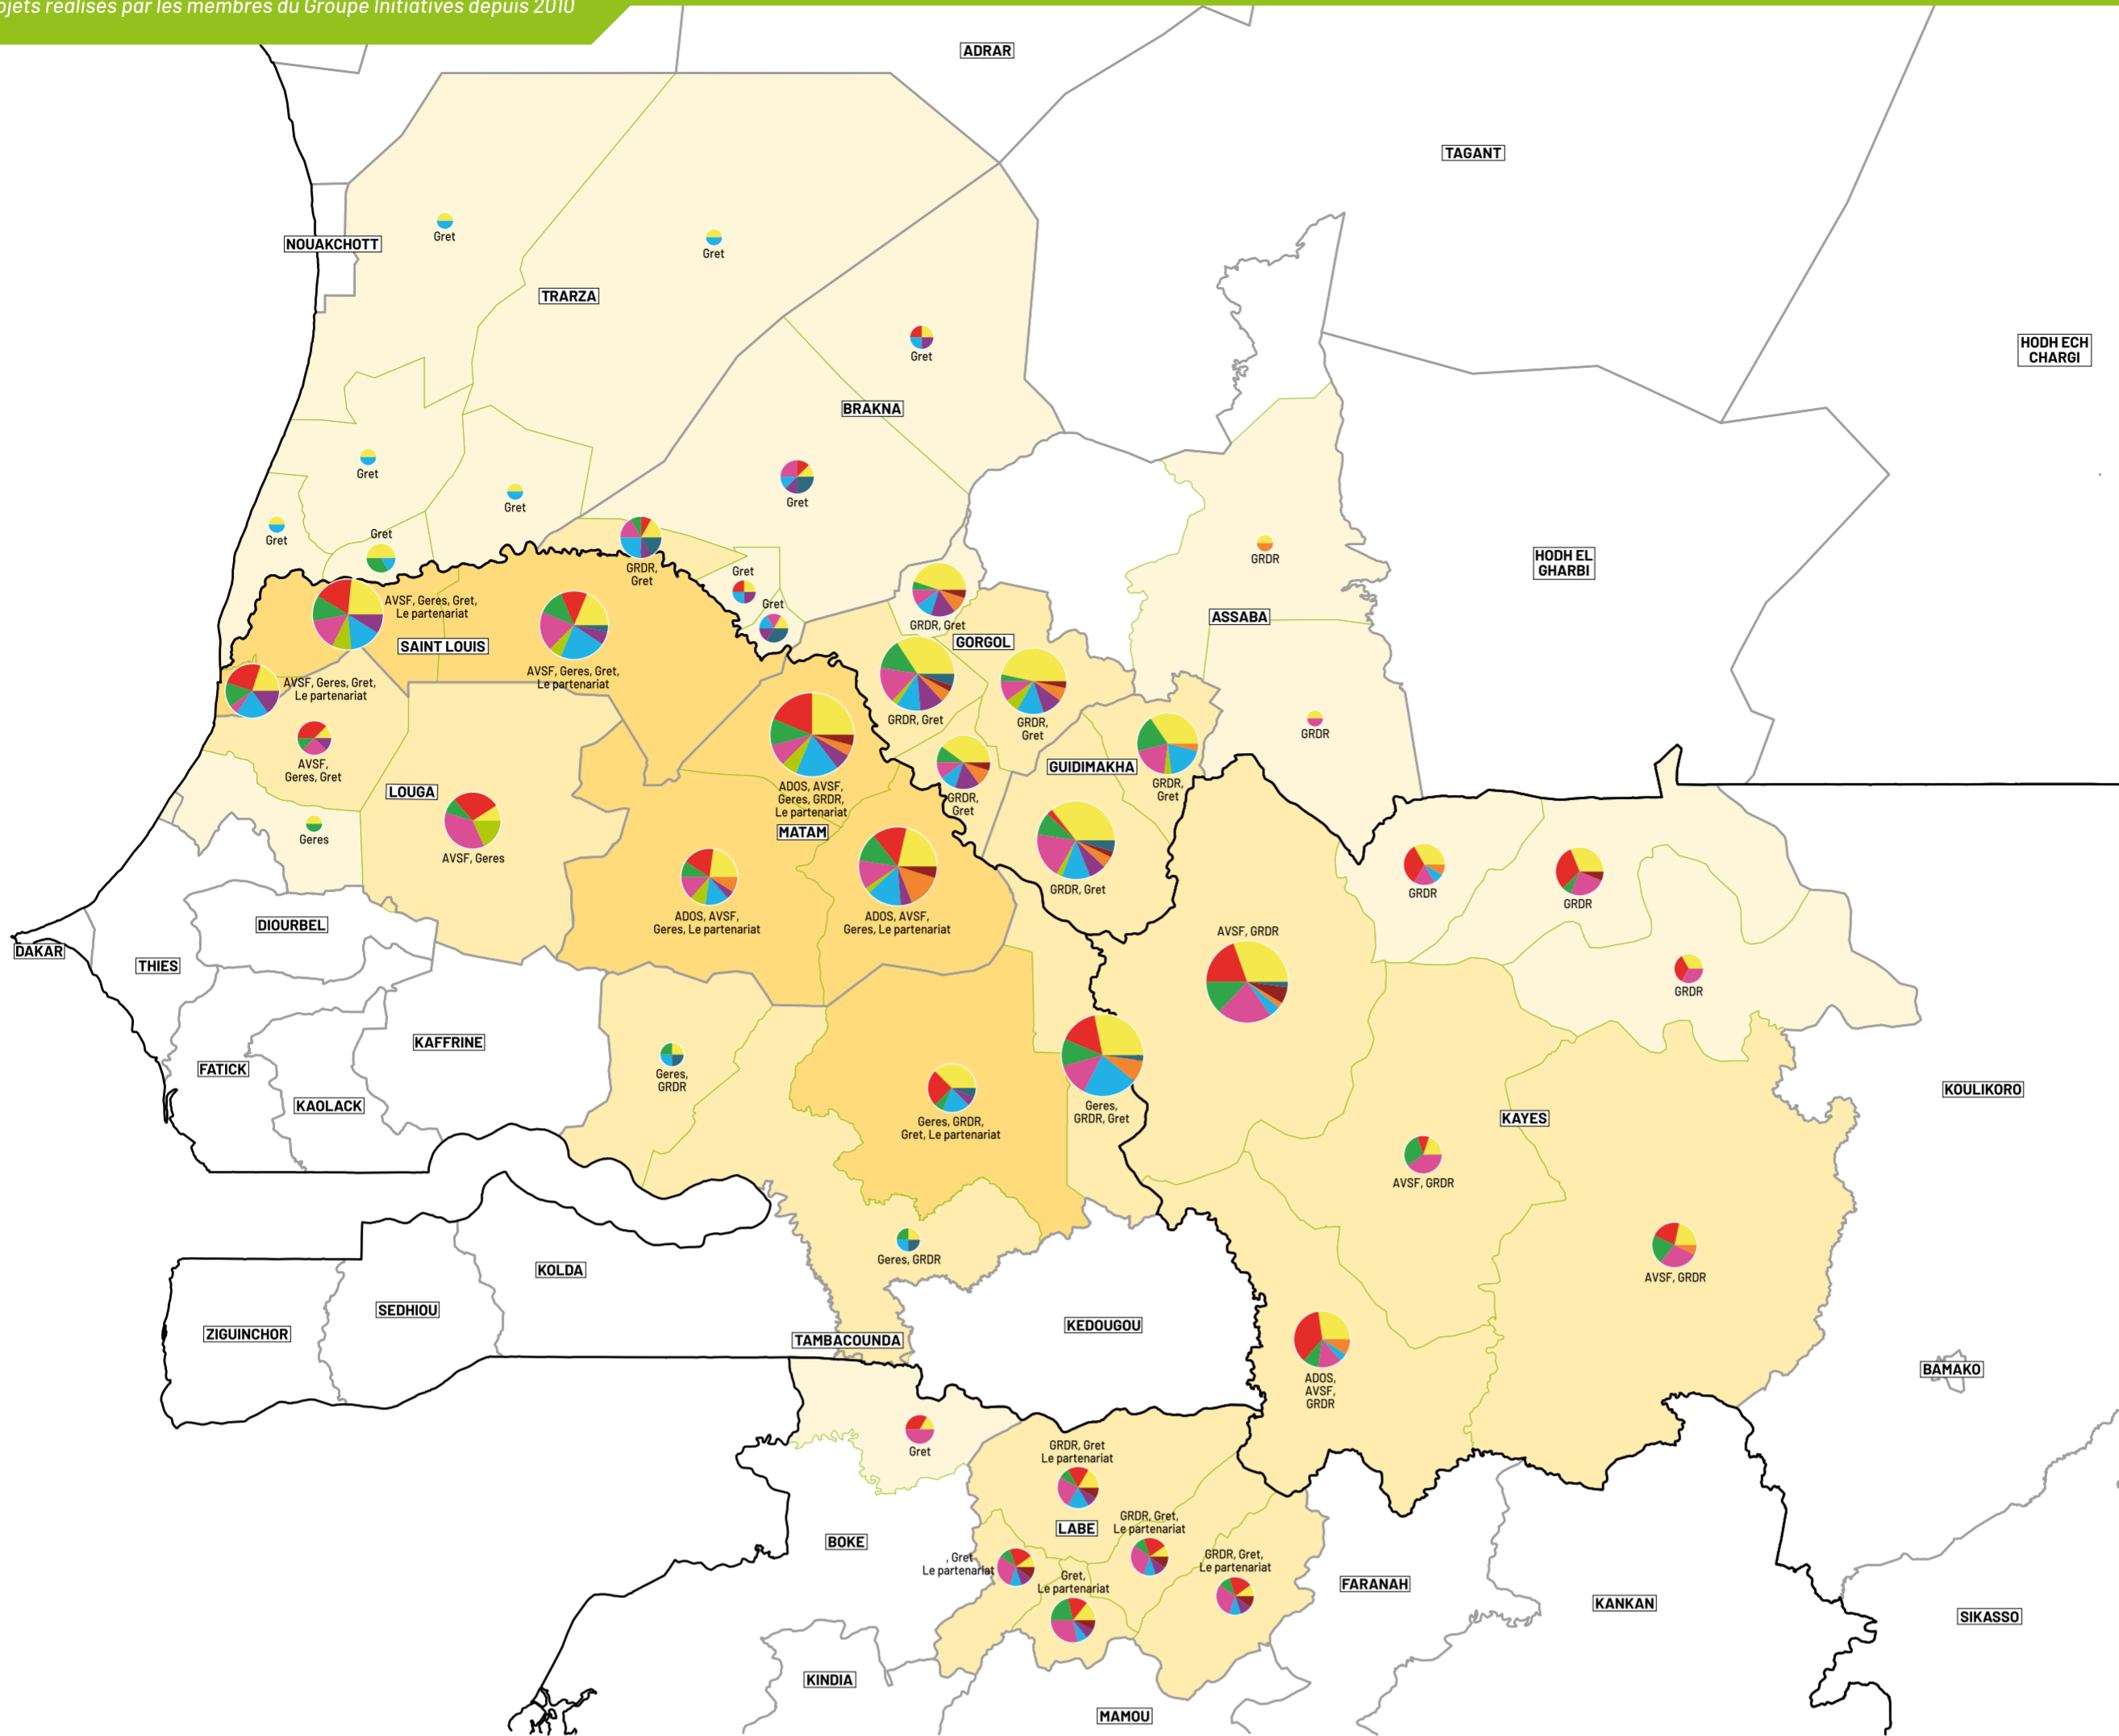 ojets réalisés par les membres du Groupe Initiatives depuis 2010
ADRAR
TAGANT
Gret
NOUAKCHOTT
Gret
TRARZA
Gret
HODH ECH
CHARGI
BRAKNA
Gret
Gret
Gret
Gret
Gret
GRDR
HODH EL
GHARBI
GRDR,
Gret
Gret
Gret
AVSF, Geres, Gret,
Le partenariat
SAINT LOUIS
GRDR, Gret
GORGOL
ASSABA
AVSF, Geres, Gret,
Le partenariat
AVSF, Geres, Gret,
Le partenariat
GRDR, Gret
GRDR,
Gret
GRDR
AVSF,
Geres, Gret
GUIDIMAKHA
GRDR,
Gret
LOUGA
ADOS, AVSF,
Geres, GRDR,
Le partenariat
GRDR,
Gret
MATAM
Geres
AVSF, Geres
GRDR, Gret
GRDR
GRDR
ADOS, AVSF,
Geres, Le partenariat
ADOS, AVSF,
Geres, Le partenariat
DIOURBEL
AVSF, GRDR
DAKAR
THIES
GRDR
KAFFRINE
FATICK
Geres,
GRDR
KAOLACK
KOULIKORO
Geres,
GRDR, Gret
KAYES
Geres, GRDR,
Gret, Le partenariat
AVSF, GRDR
Geres, GRDR
KOLDA
AVSF, GRDR
SEDHIOU
ZIGUINCHOR
TAMBACOUNDA
KEDOUGOU
BAMAKO
ADOS,
AVSF,
GRDR
Gret
GRDR, Gret
Le partenariat
LABE
GRDR, Gret,
Le partenariat
BOKE
, Gret
Le partenariat
Gret,
Le partenariat
GRDR, Gret,
Le partenariat
FARANAH
KANKAN
SIKASSO
KINDIA
MAMOU